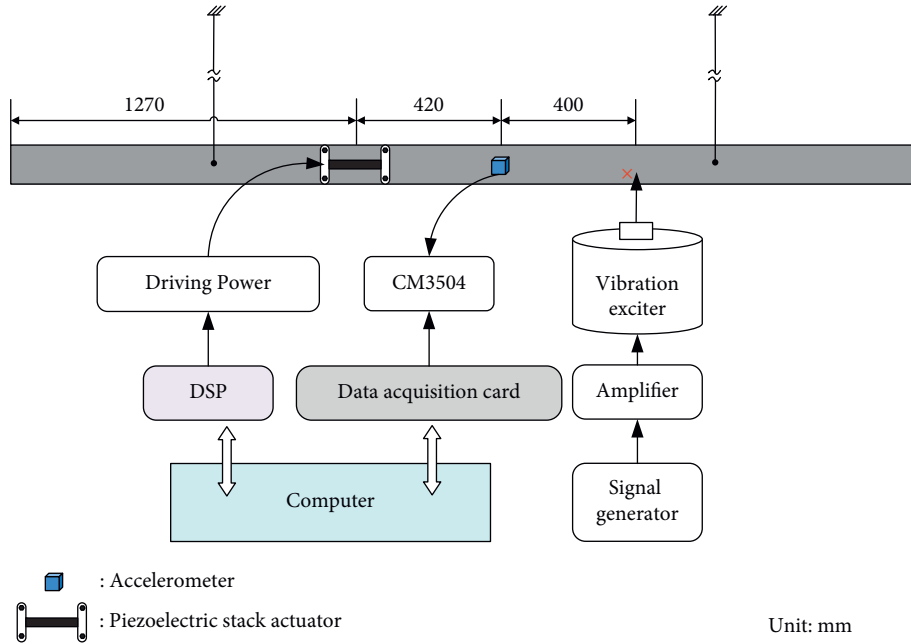 1270
420
400
Driving Power
CM3504
Vibration
exciter
DSP
Data acquisition card
Amplifier
Computer
Signal
generator
: Accelerometer
: Piezoelectric stack actuator
Unit: mm